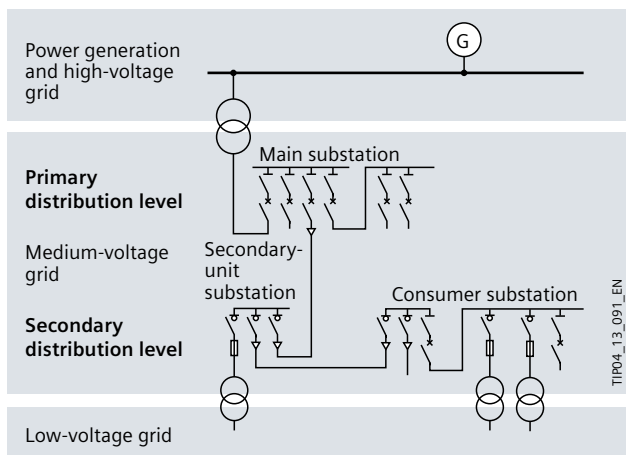 Power generation
and high-voltage
grid
G
Main substation
Primary
distribution level
Medium-voltage
grid
Secondary-
unit
substation
Consumer substation
Secondary
distribution level
Low-voltage grid
TIP04_13_091_EN